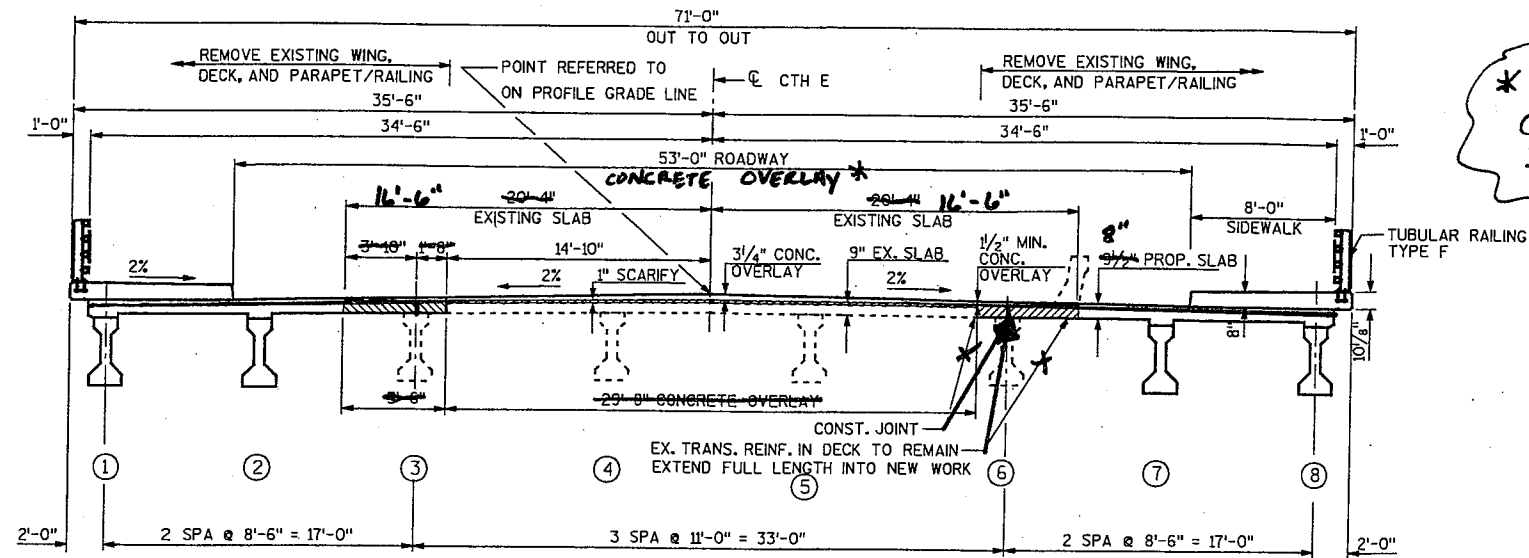 71'-0"
OUT TO OUT
REMOVE EXISTING WING,
DECK, AND PARAPET/RAILING
POINT REFERRED TO
ON PROFILE GRADE LINE
℄ CTH E
REMOVE EXISTING WING,
DECK, AND PARAPET/RAILING
*
35'-6"
35'-6"
1'-0"
34'-6"
34'-6"
1'-0"
53'-0" ROADWAY
CONCRETE OVERLAY *
16'-6"
20'-4"
EXISTING SLAB
20'-4"
16'-6"
EXISTING SLAB
8'-0"
SIDEWALK
3'-10"
1'-8"
14'-10"
3 1/4" CONC.
OVERLAY
9" EX. SLAB
1 1/2" MIN.
CONC.
OVERLAY
8"
9 1/2" PROP. SLAB
TUBULAR RAILING
TYPE F
2%
1" SCARIFY
2%
2%
8"
10 1/8"
5'-6"
29'-8" CONCRETE OVERLAY
CONST. JOINT
EX. TRANS. REINF. IN DECK TO REMAIN
EXTEND FULL LENGTH INTO NEW WORK
1
2
3
4
5
6
7
8
2'-0"
2 SPA @ 8'-6" = 17'-0"
3 SPA @ 11'-0" = 33'-0"
2 SPA @ 8'-6" = 17'-0"
2'-0"